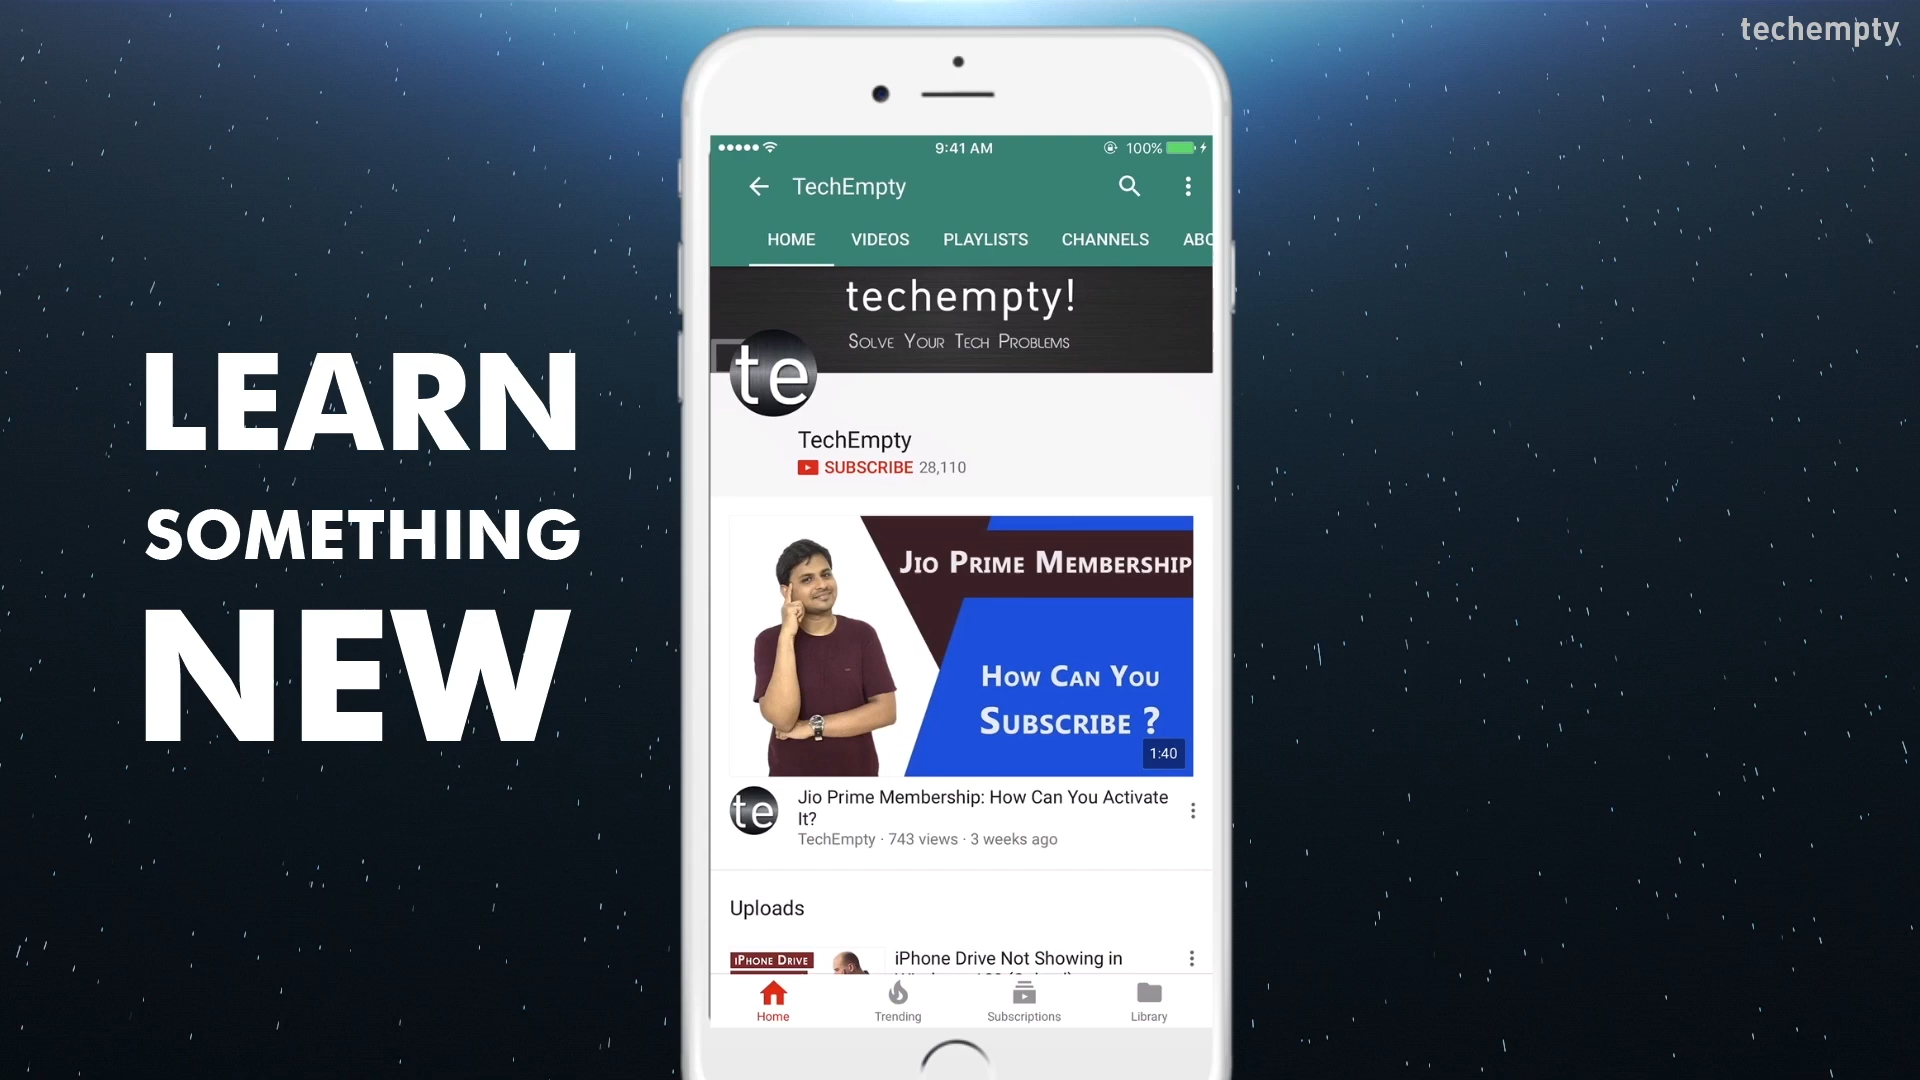 techempty
LEARN
SOMETHING
NEW
9:41 AM
100%
TechEmpty
HOME VIDEOS PLAYLISTS CHANNELS ABO
techempty!
Solve Your Tech Problems
te
TechEmpty
SUBSCRIBE 28,110
Jio Prime Membership
How Can You
Subscribe ?
1:40
te
Jio Prime Membership: How Can You Activate
It?
TechEmpty · 743 views · 3 weeks ago
Uploads
iPhone Drive
iPhone Drive Not Showing in
Home Trending Subscriptions Library